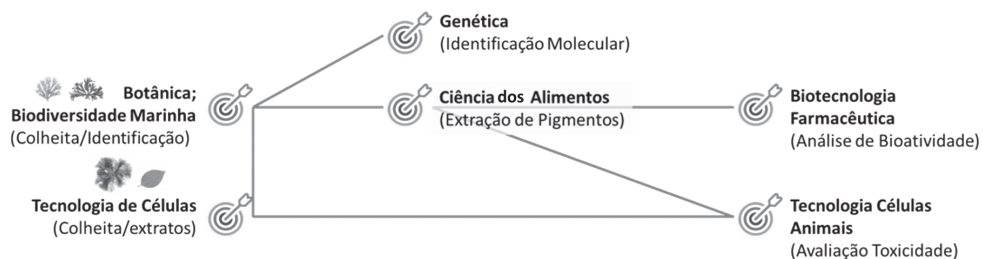 Genética
(Identificação Molecular)
Botânica;
Biodiversidade Marinha
(Colheita/Identificação)
Ciência dos Alimentos
(Extração de Pigmentos)
Biotecnologia
Farmacêutica
(Análise de Bioatividade)
Tecnologia de Células
(Colheita/extratos)
Tecnologia Células
Animais
(Avaliação Toxicidade)